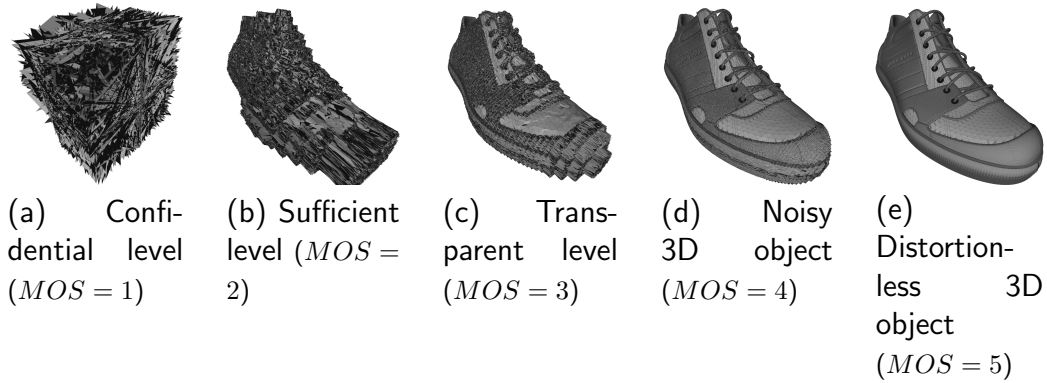 (a) Confi-
dential level
(MOS = 1)
(b) Sufficient
level (MOS =
2)
(c) Trans-
parent level
(MOS = 3)
(d) Noisy
3D object
(MOS = 4)
(e)
Distortion-
less 3D
object
(MOS = 5)